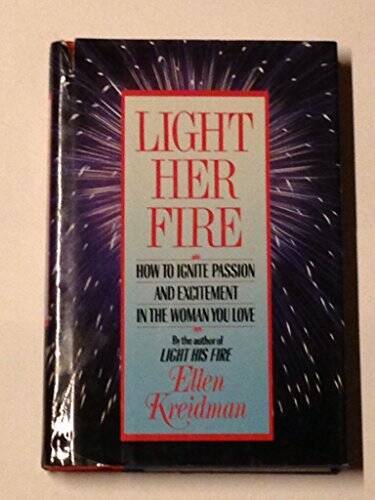 LIGHT
HER
FIRE
HOW TO IGNITE PASSION
AND EXCITEMENT
IN THE WOMAN YOU LOVE
By the author of
LIGHT HIS FIRE
Ellen
Kreidman